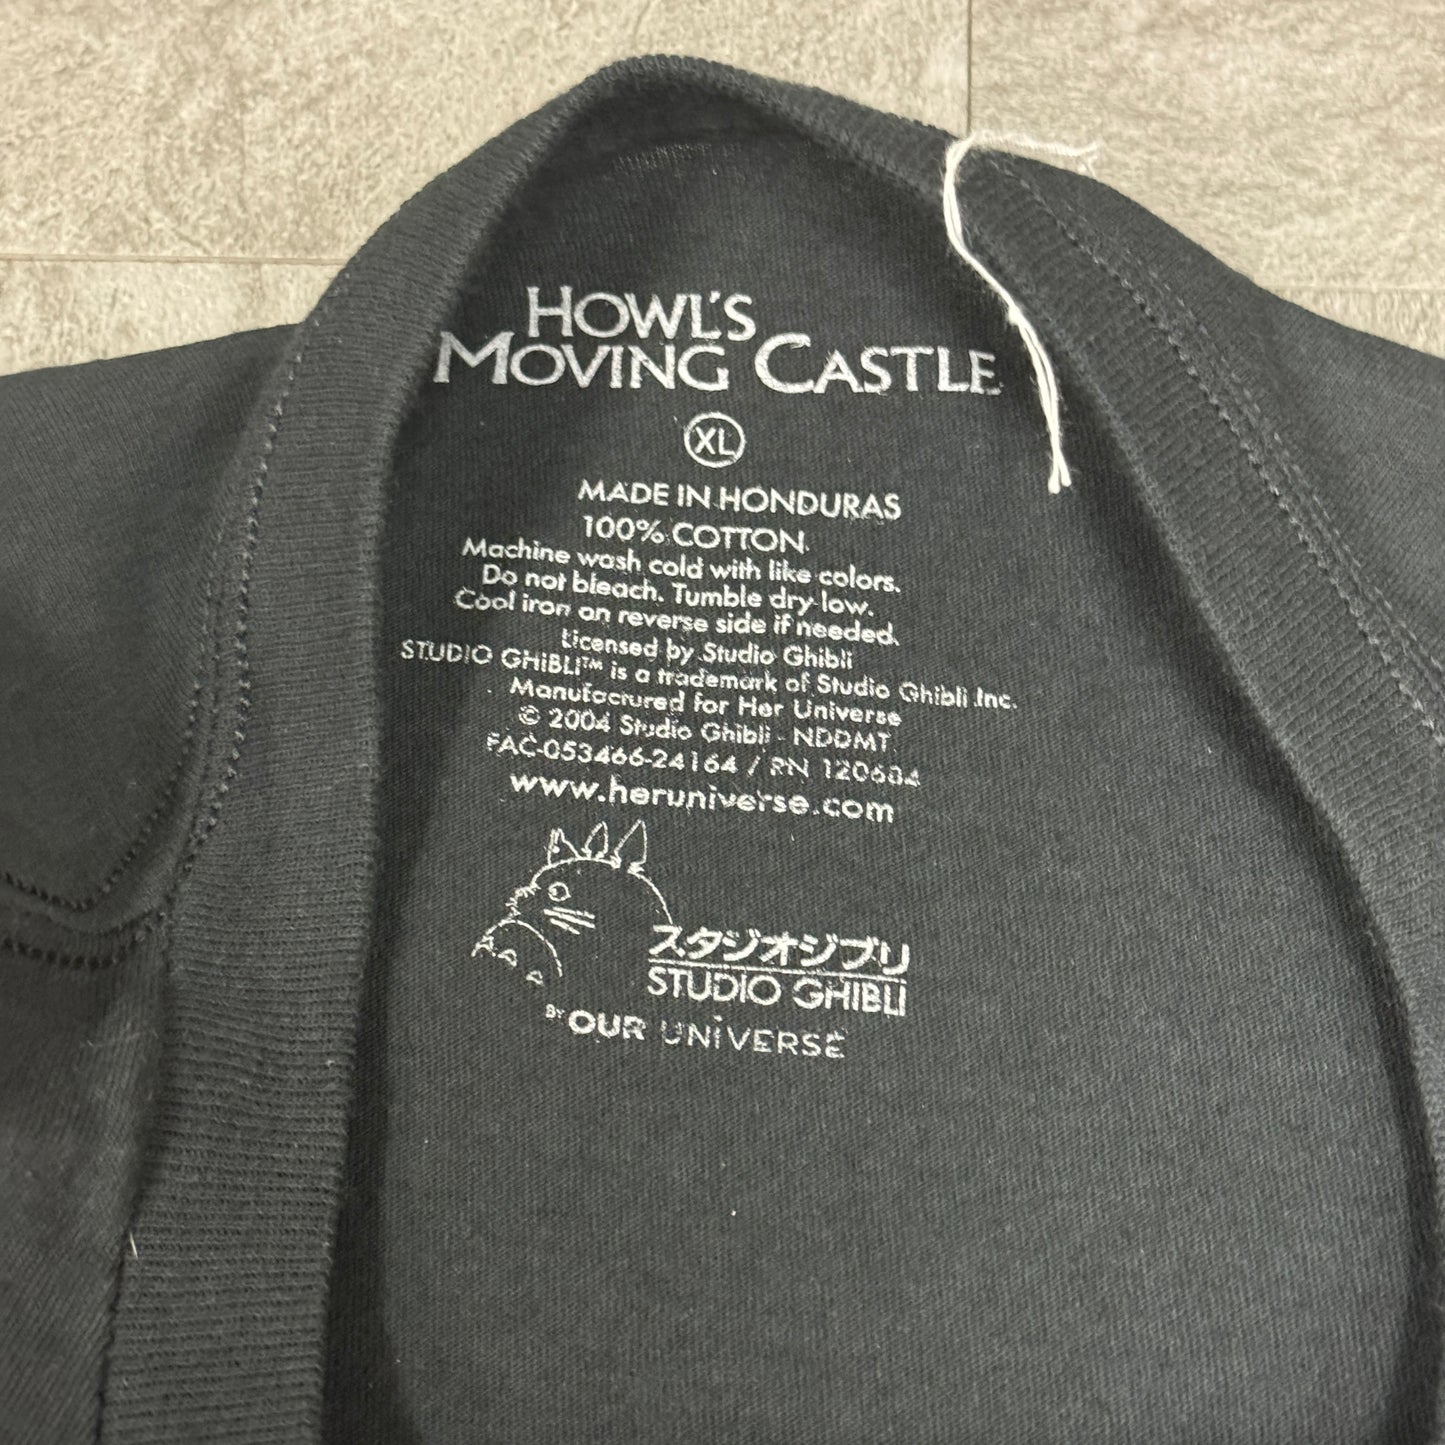 HOWL'S
MOVING CASTLE
XL
MADE IN HONDURAS
100% COTTON
Machine wash cold with like colors.
Do not bleach. Tumble dry low.
Cool iron on reverse side if needed.
Licensed by Studio Ghibli
STUDIO GHIBLI™ is a trademark of Studio Ghibli Inc.
Manufactured for Her Universe
© 2004 Studio Ghibli - NDDMT
FAC-053466-24164 / RN 120684
www.heruniverse.com
スタジオジブリ
STUDIO GHIBLI
BY OUR UNIVERSE